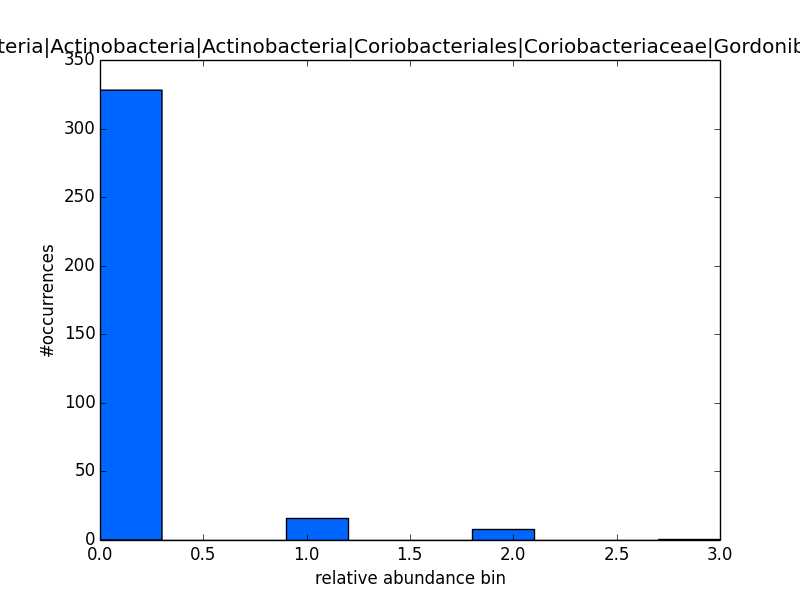 teria|Actinobacteria|Actinobacteria|Coriobacteriales|Coriobacteriaceae|Gordonib
350
300
250
200
150
100
50
0
#occurrences
0.0 0.5 1.0 1.5 2.0 2.5 3.0
relative abundance bin